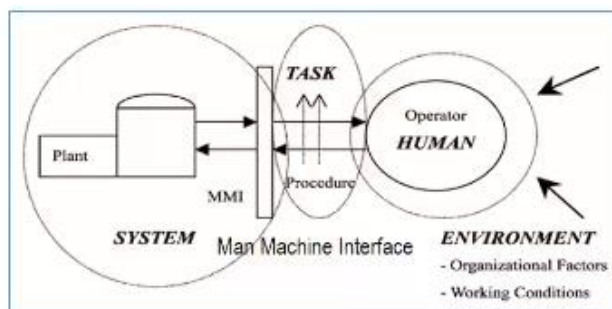 TASK
Operator
HUMAN
Plant
MMI
Procedure
SYSTEM
Man Machine Interface
ENVIRONMENT
- Organizational Factors
- Working Conditions